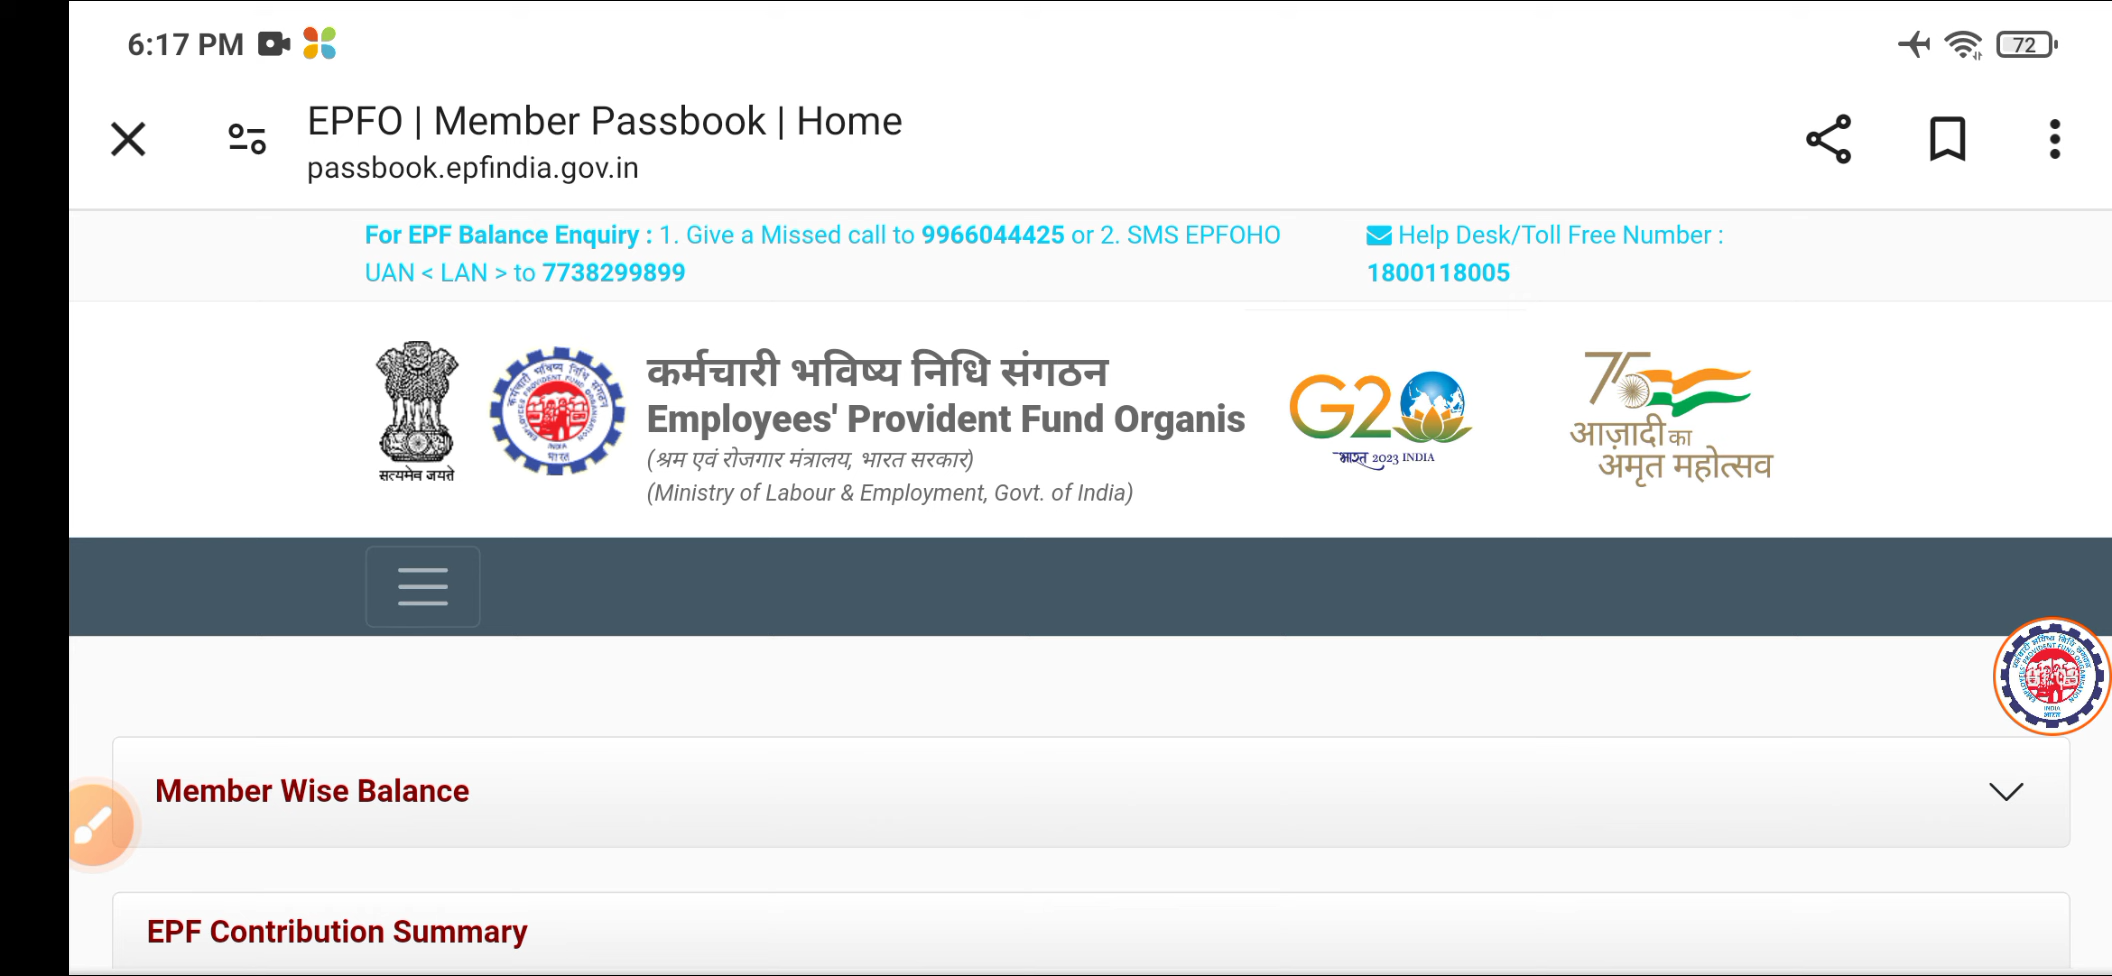 6:17 PM
72
EPFO | Member Passbook | Home
passbook.epfindia.gov.in
For EPF Balance Enquiry : 1. Give a Missed call to 9966044425 or 2. SMS EPFOHO
UAN < LAN > to 7738299899
Help Desk/Toll Free Number :
1800118005
सत्यमेव जयते
कर्मचारी भविष्य निधि संगठन
Employees' Provident Fund Organis
(श्रम एवं रोजगार मंत्रालय, भारत सरकार)
(Ministry of Labour & Employment, Govt. of India)
G20
भारत 2023 INDIA
75
आज़ादी का
अमृत महोत्सव
Member Wise Balance
EPF Contribution Summary